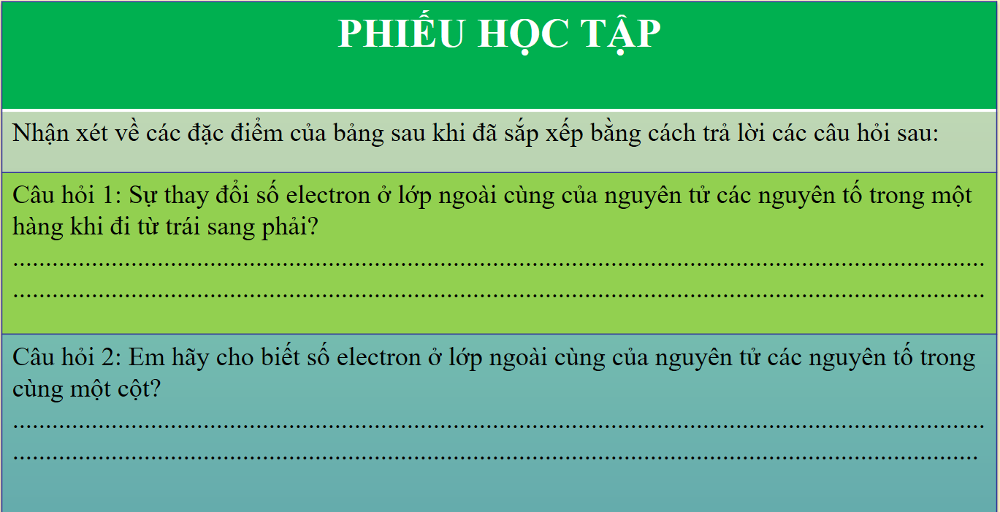 PHIẾU HỌC TẬP
Nhận xét về các đặc điểm của bảng sau khi đã sắp xếp bằng cách trả lời các câu hỏi sau:
Câu hỏi 1: Sự thay đổi số electron ở lớp ngoài cùng của nguyên tử các nguyên tố trong một
hàng khi đi từ trái sang phải?
....................................................................................................................................................
....................................................................................................................................................
Câu hỏi 2: Em hãy cho biết số electron ở lớp ngoài cùng của nguyên tử các nguyên tố trong
cùng một cột?
....................................................................................................................................................
...................................................................................................................................................